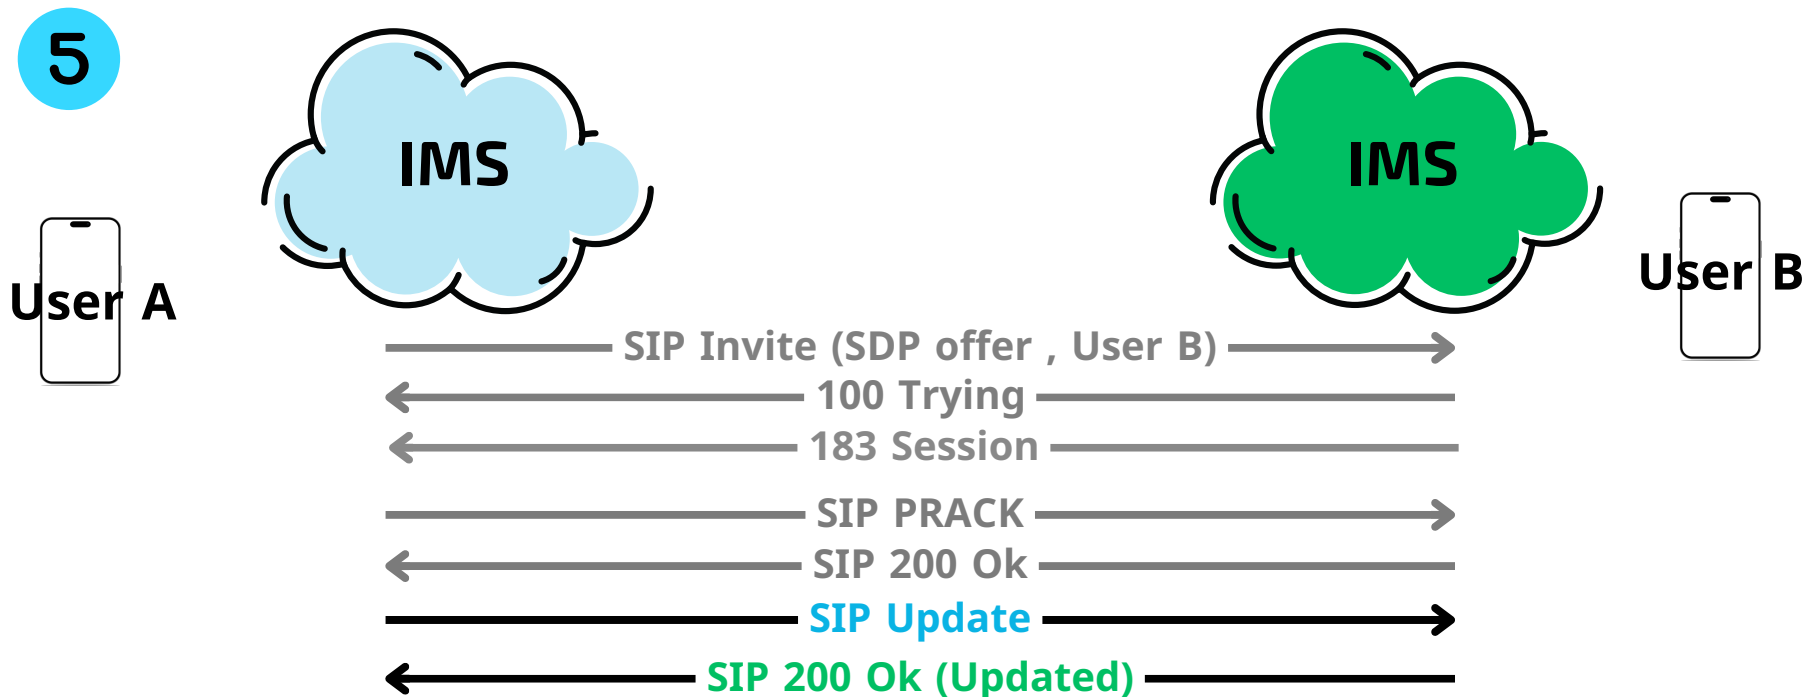 5
IMS
IMS
User A
User B
SIP Invite (SDP offer , User B)
100 Trying
183 Session
SIP PRACK
SIP 200 Ok
SIP Update
SIP 200 Ok (Updated)